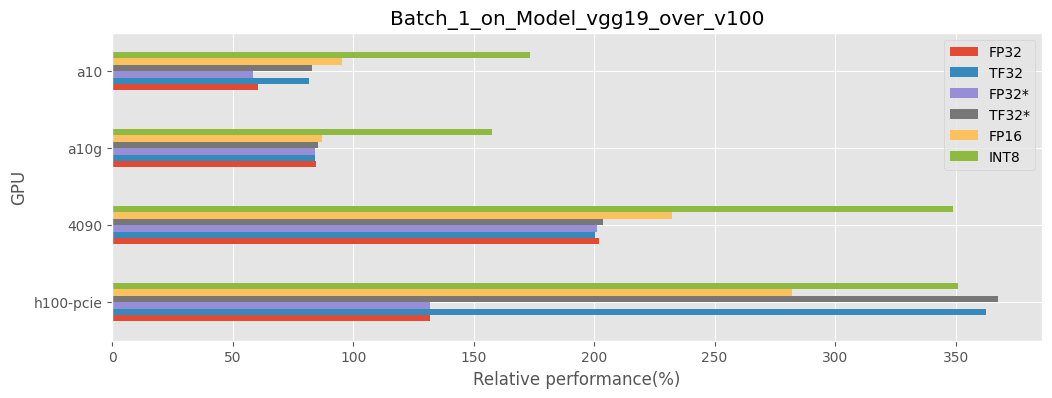 Batch_1_on_Model_vgg19_over_v100
FP32
TF32
FP32*
TF32*
FP16
INT8
GPU
a10
a10g
4090
h100-pcie
0 50 100 150 200 250 300 350
Relative performance(%)